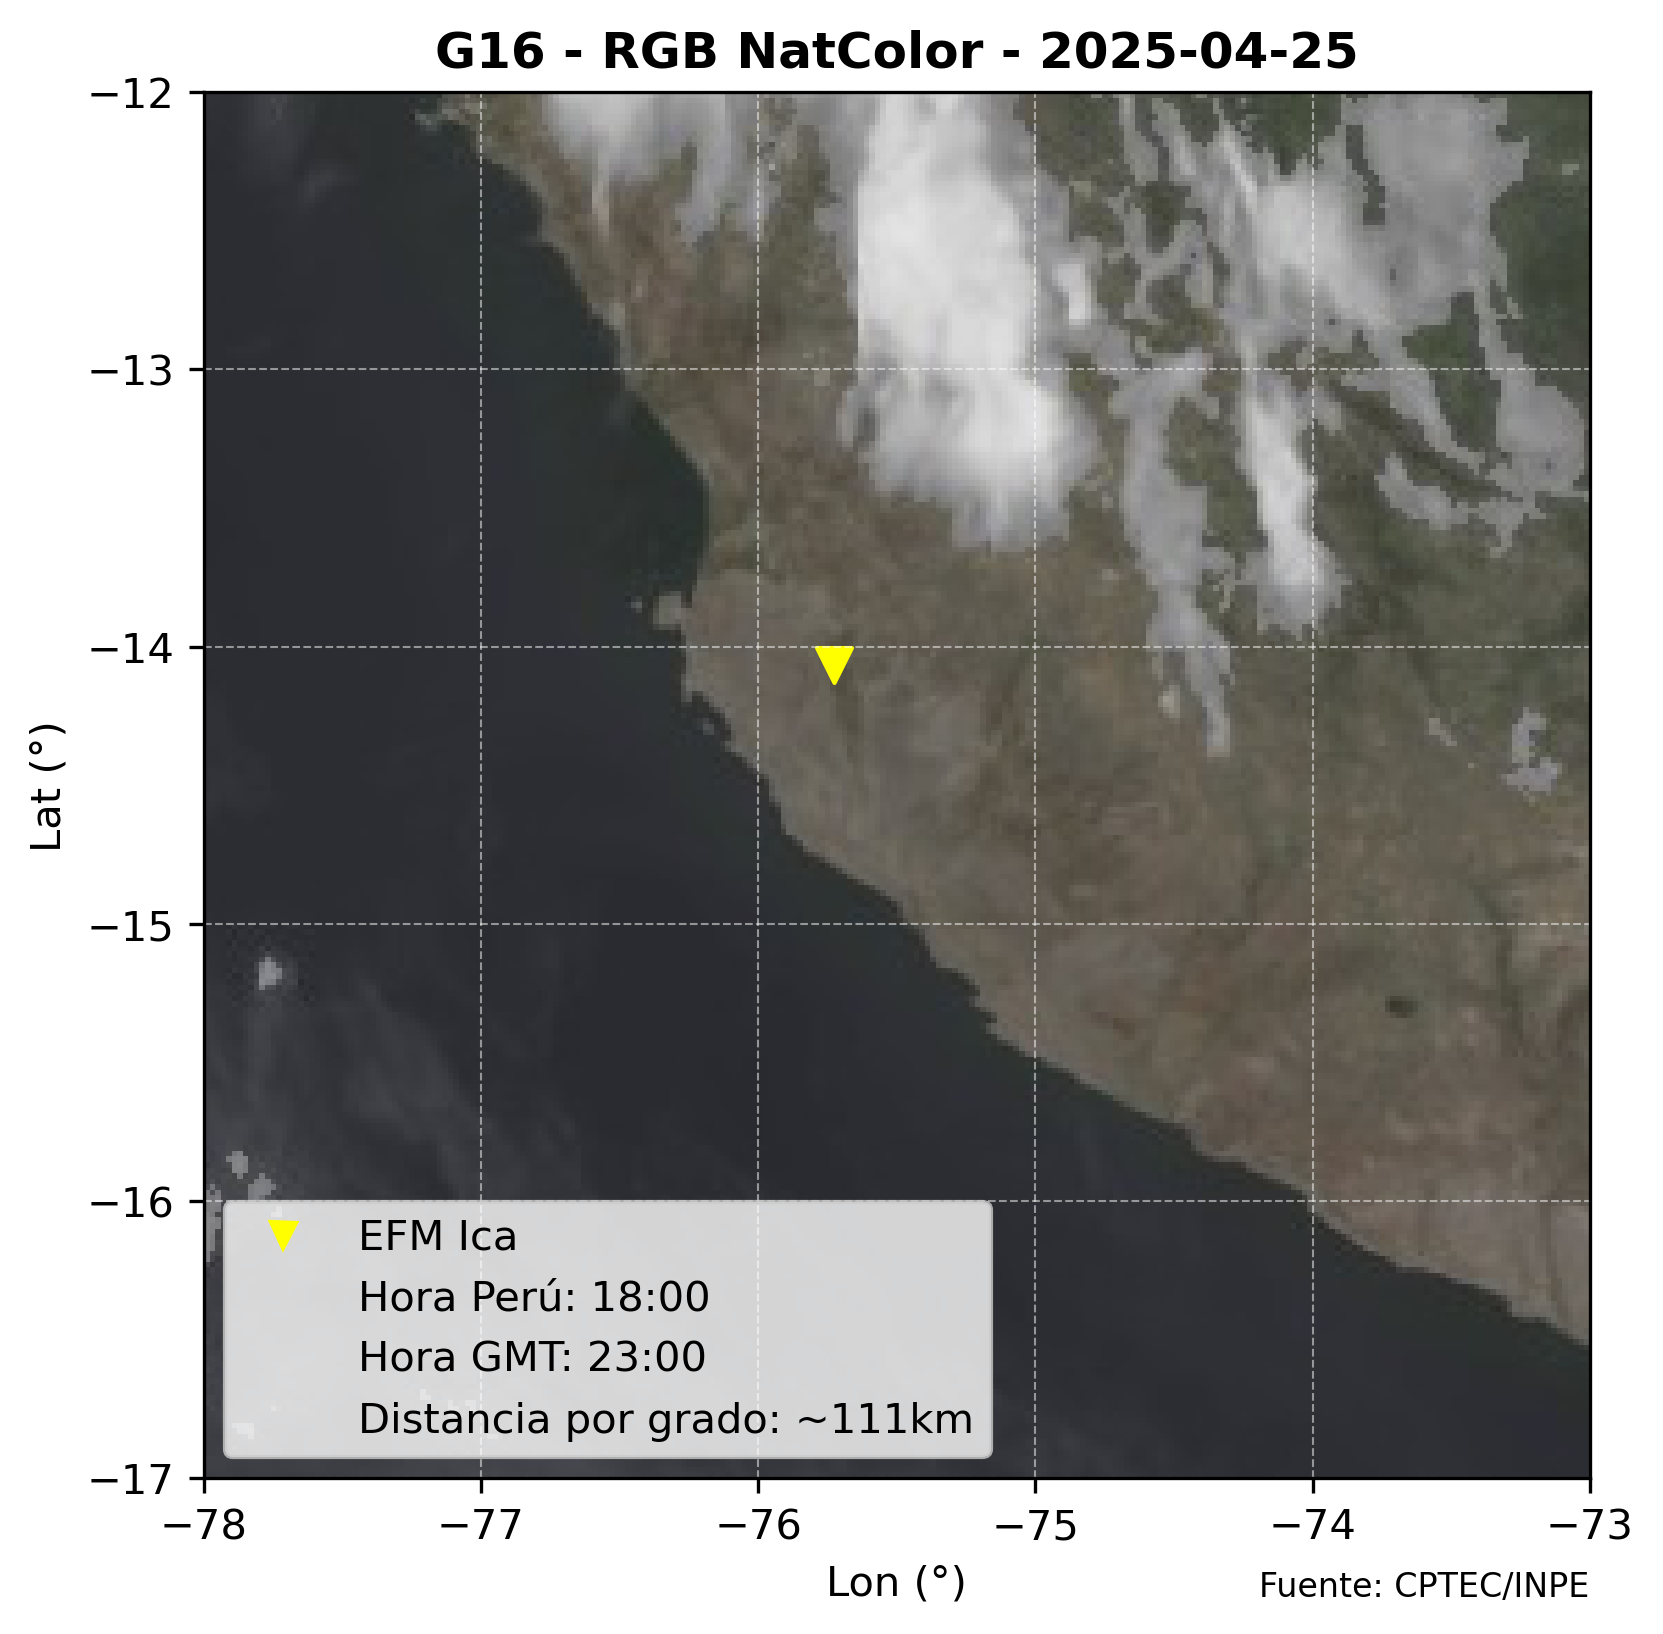 G16 - RGB NatColor - 2025-04-25
−12
−13
−14
−15
−16
−17
Lat (°)
EFM Ica
Hora Perú: 18:00
Hora GMT: 23:00
Distancia por grado: ~111km
−78
−77
−76
−75
−74
−73
Lon (°)
Fuente: CPTEC/INPE